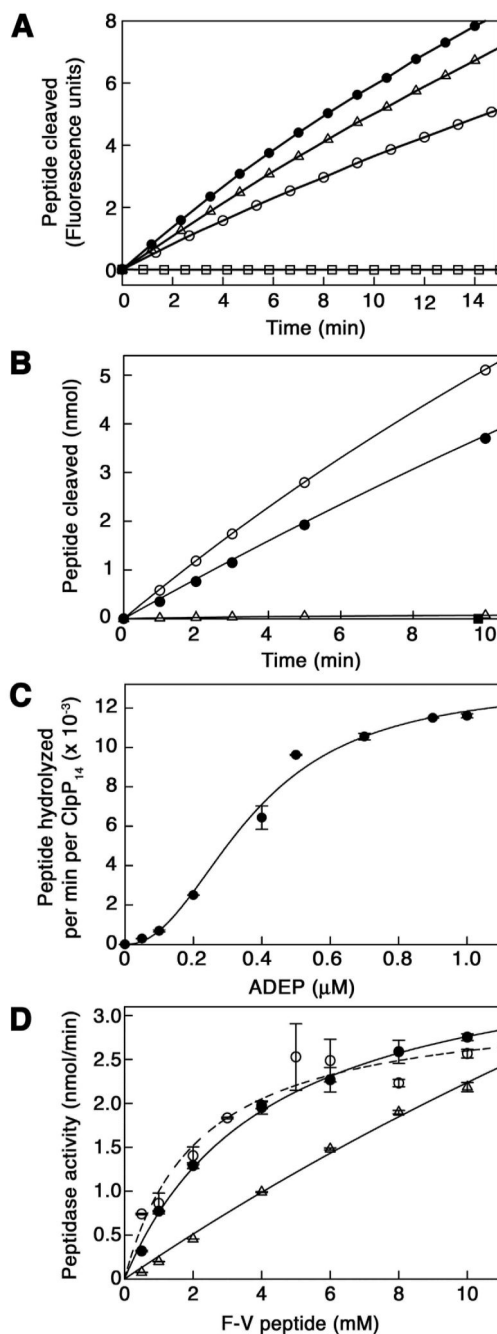 A
Peptide cleaved
(Fluorescence units)
8
6
4
2
0
0 2 4 6 8 10 12 14
Time (min)
B
Peptide cleaved (nmol)
5
4
3
2
1
0
0 2 4 6 8 10
Time (min)
C
Peptide hydrolyzed
per min per ClpP₁₄ (x 10⁻³)
12
10
8
6
4
2
0
0 0.2 0.4 0.6 0.8 1.0
ADEP (μM)
D
Peptidase activity (nmol/min)
3.0
2.5
2.0
1.5
1.0
0.5
0
0 2 4 6 8 10
F-V peptide (mM)